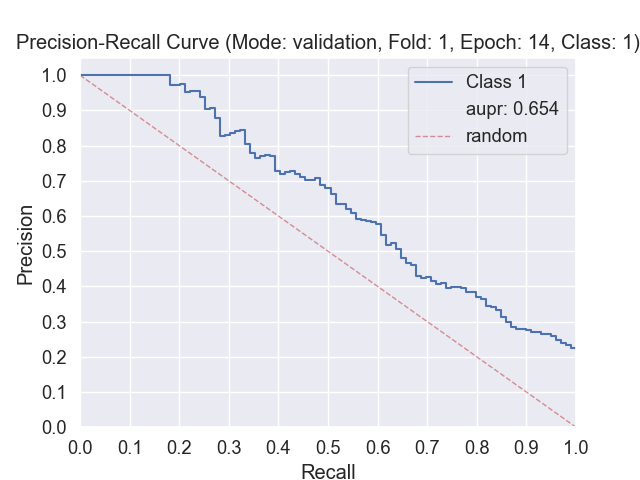 Precision-Recall Curve (Mode: validation, Fold: 1, Epoch: 14, Class: 1)
1.0
0.9
0.8
0.7
0.6
0.5
0.4
0.3
0.2
0.1
0.0
Precision
Class 1
aupr: 0.654
random
0.0 0.1 0.2 0.3 0.4 0.5 0.6 0.7 0.8 0.9 1.0
Recall